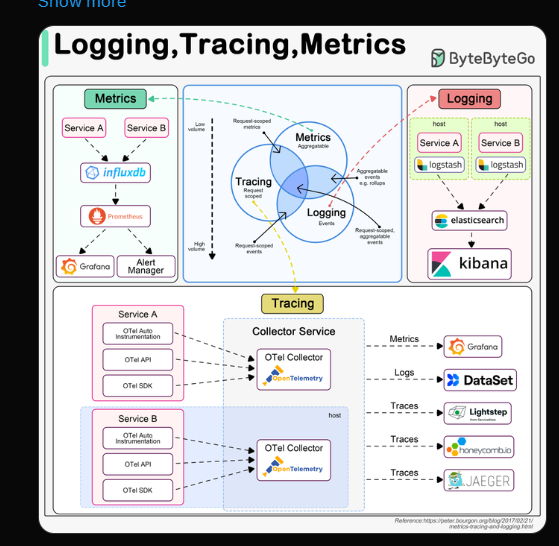 Show more
Logging,Tracing,Metrics
ByteByteGo
Metrics
Service A
Service B
influxdb
Prometheus
Grafana
Alert
Manager
Low
volume
High
volume
Request-scoped
metrics
Metrics
Aggregatable
Tracing
Request
scoped
Logging
Events
Aggregatable
events
e.g. rollups
Request-scoped
events
Request-scoped,
aggregatable
events
Logging
host
host
Service A
Service B
logstash
logstash
elasticsearch
kibana
Tracing
Service A
OTel Auto
Instrumentation
OTel API
OTel SDK
Service B
OTel Auto
Instrumentation
OTel API
OTel SDK
Collector Service
OTel Collector
OpenTelemetry
host
OTel Collector
OpenTelemetry
Metrics
Grafana
Logs
DataSet
Traces
Lightstep
Traces
honeycomb.io
Traces
JAEGER
Reference:https://peter.bourgon.org/blog/2017/02/21/
metrics-tracing-and-logging.html